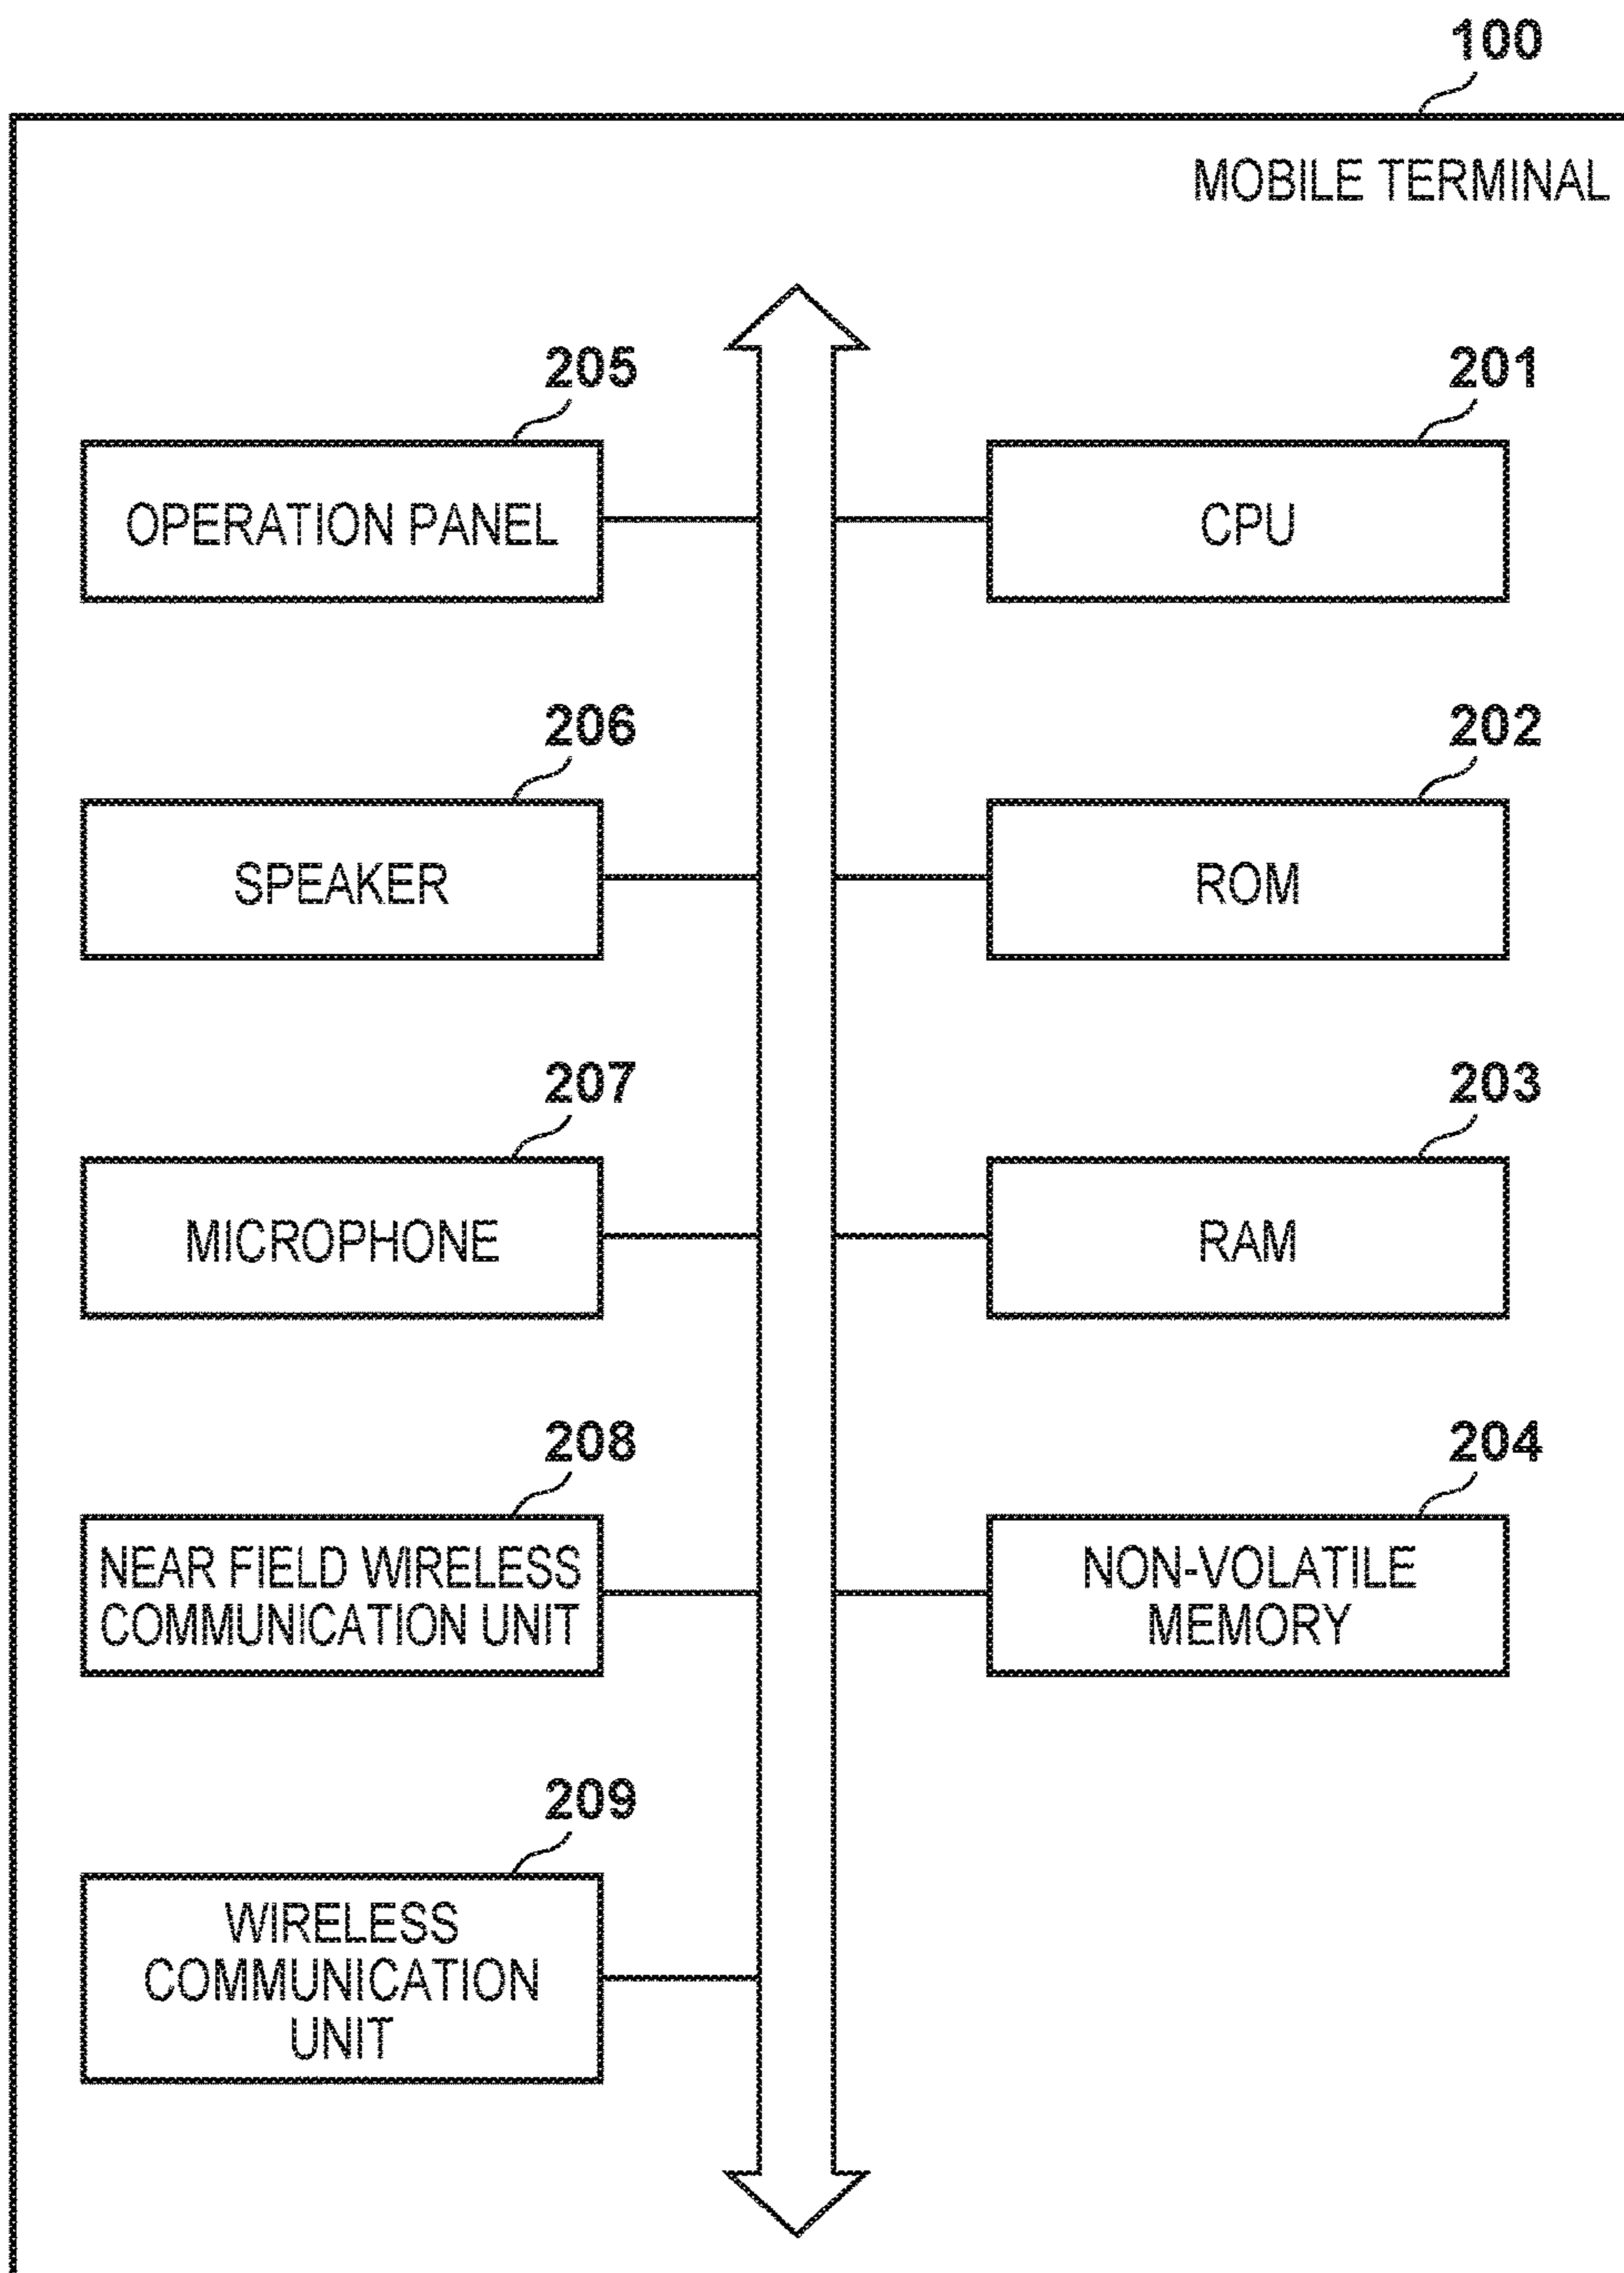 100
MOBILE TERMINAL
205
OPERATION PANEL
201
CPU
206
SPEAKER
202
ROM
207
MICROPHONE
203
RAM
208
NEAR FIELD WIRELESS
COMMUNICATION UNIT
204
NON-VOLATILE
MEMORY
209
WIRELESS
COMMUNICATION
UNIT